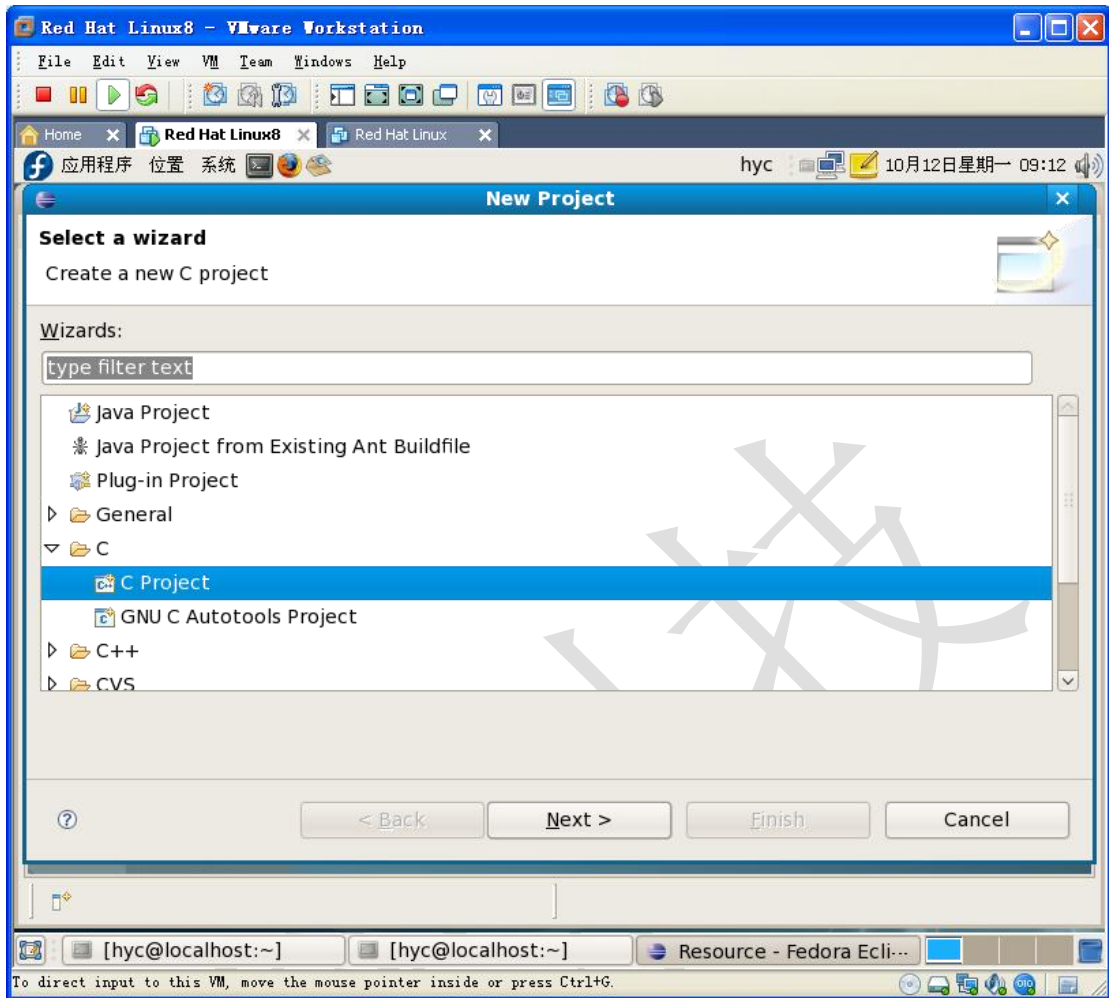 Red Hat Linux8 - VMware Workstation
File Edit View VM Team Windows Help
Home Red Hat Linux8 Red Hat Linux
应用程序 位置 系统 hyc 10月12日星期一 09:12
New Project
Select a wizard
Create a new C project
Wizards:
type filter text
Java Project
Java Project from Existing Ant Buildfile
Plug-in Project
General
C
C Project
GNU C Autotools Project
C++
CVS
< Back Next > Finish Cancel
[hyc@localhost:~] [hyc@localhost:~] Resource - Fedora Ecli...
To direct input to this VM, move the mouse pointer inside or press Ctrl+G.